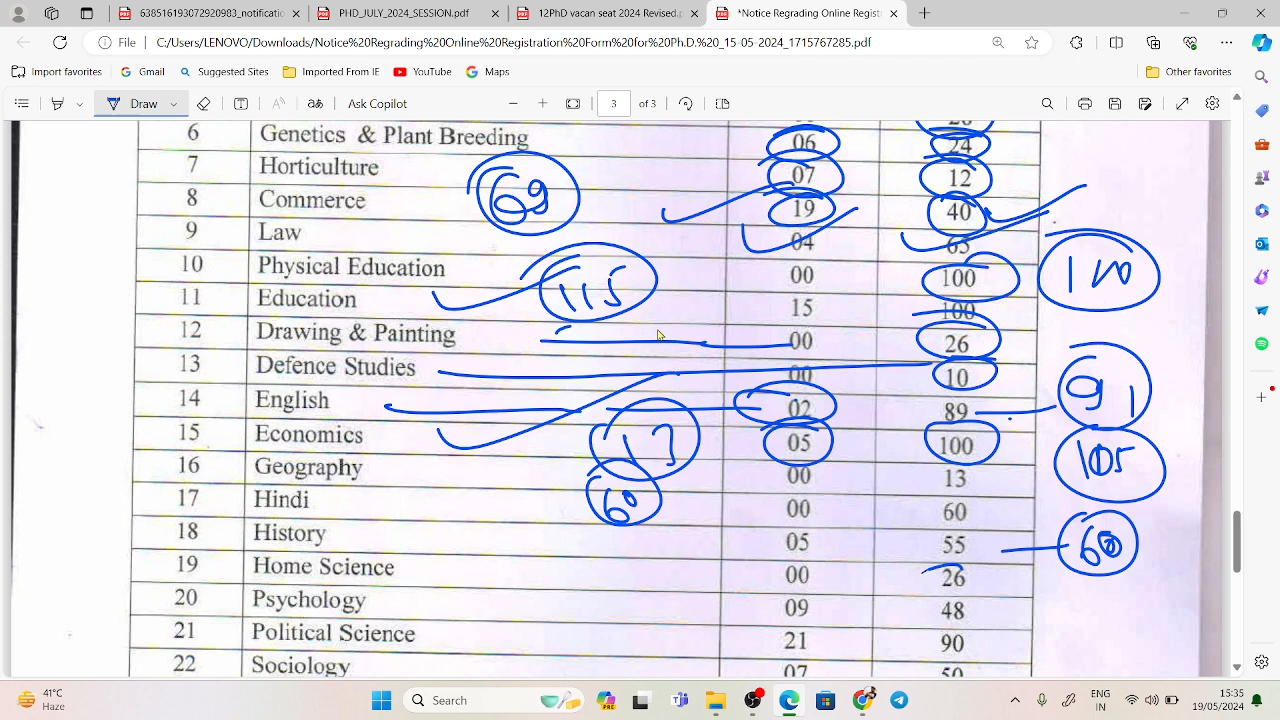 638516193072920983_notificatio
PHD_JULY_2024_SESSION.pdf
12PhD vacan seat 2024 Revised.p
*Notice Regrading Online Registr
File C:/Users/LENOVO/Downloads/Notice%20Regrading%20Online%20Registration%20Form%20for%20Ph.D.%20_15-05-2024_1715767285.pdf
Import favorites Gmail Suggested Sites Imported From IE YouTube Maps Other favorites
Draw Ask Copilot 3 of 3
6 Genetics & Plant Breeding 06 24
7 Horticulture 07 12
69
8 Commerce 19 40
9 Law 04 65
10 Physical Education 00 100
115
11 Education 15 100
12 Drawing & Painting 00 26
13 Defence Studies 00 10
91
14 English 02 89
15 Economics 05 100
13
105
16 Geography 00 13
60
17 Hindi 00 60
18 History 05 55
60
19 Home Science 00 26
20 Psychology 09 48
21 Political Science 21 90
22 Sociology 07 50
41°C
Haze
Search
PRE
ENG
IN
13:35
19/05/2024